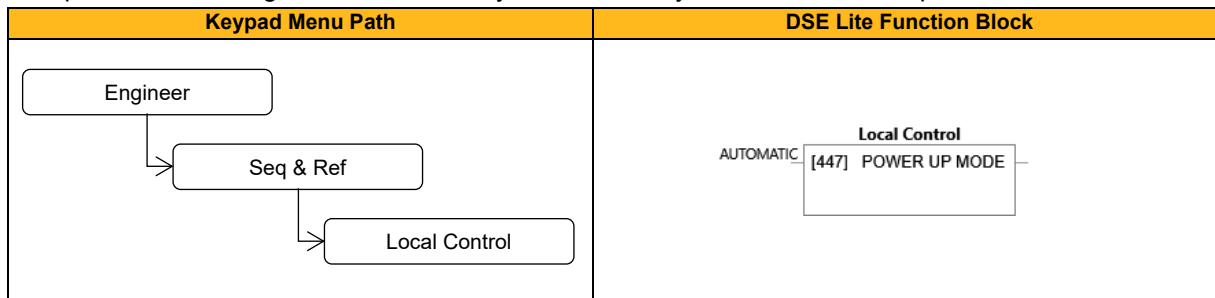 Keypad Menu Path
DSE Lite Function Block
Engineer
Seq & Ref
Local Control
Local Control
AUTOMATIC
[447] POWER UP MODE